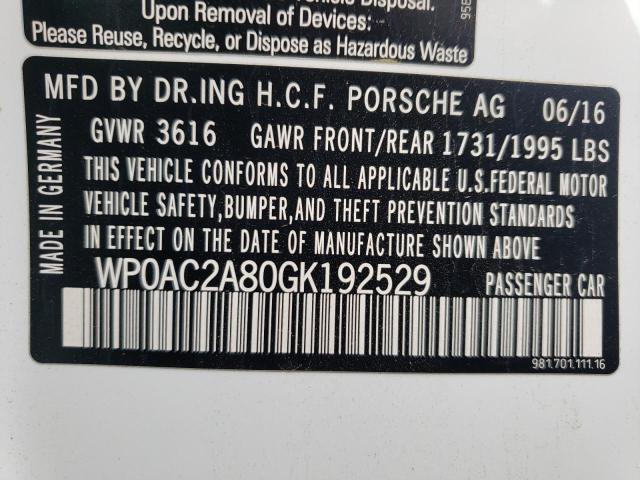 Vehicle Disposal.
Upon Removal of Devices:
Please Reuse, Recycle, or Dispose as Hazardous Waste
958
MFD BY DR.ING H.C.F. PORSCHE AG 06/16
GVWR 3616 GAWR FRONT/REAR 1731/1995 LBS
THIS VEHICLE CONFORMS TO ALL APPLICABLE U.S.FEDERAL MOTOR
VEHICLE SAFETY,BUMPER,AND THEFT PREVENTION STANDARDS
IN EFFECT ON THE DATE OF MANUFACTURE SHOWN ABOVE.
MADE IN GERMANY
WP0AC2A80GK192529 PASSENGER CAR
981.701.111.16